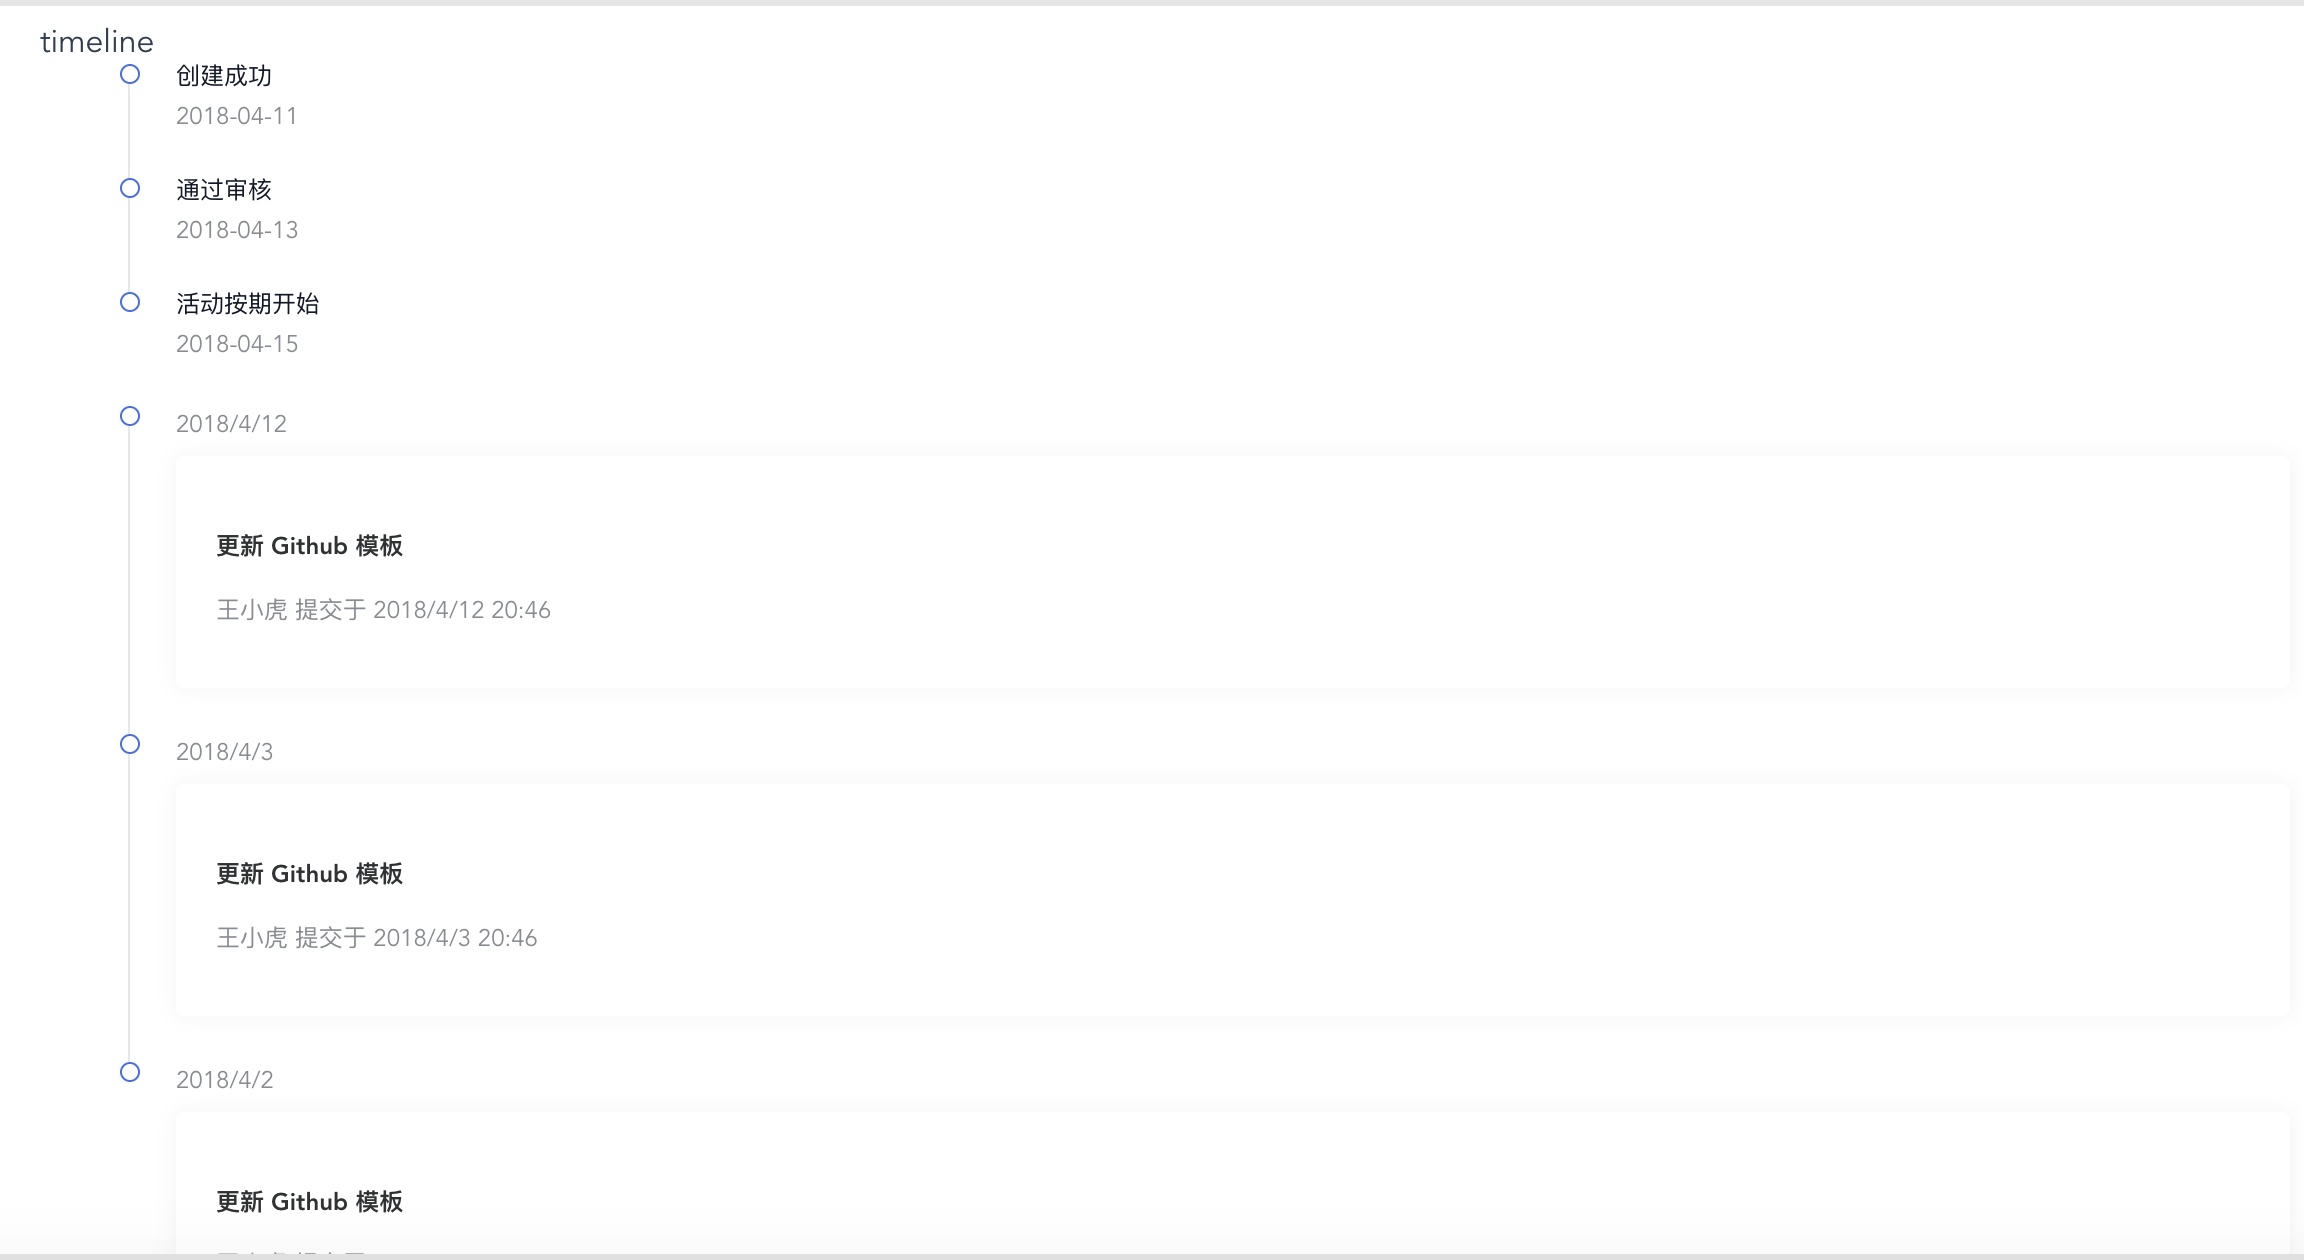 timeline
创建成功
2018-04-11
通过审核
2018-04-13
活动按期开始
2018-04-15
2018/4/12
更新 Github 模板
王小虎 提交于 2018/4/12 20:46
2018/4/3
更新 Github 模板
王小虎 提交于 2018/4/3 20:46
2018/4/2
更新 Github 模板